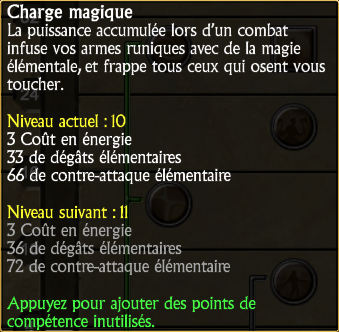 Charge magique
La puissance accumulée lors d'un combat
infuse vos armes runiques avec de la magie
élémentale, et frappe tous ceux qui osent vous
toucher.
Niveau actuel : 10
3 Coût en énergie
33 de dégâts élémentaires
66 de contre-attaque élémentaire
Niveau suivant : 11
3 Coût en énergie
36 de dégâts élémentaires
72 de contre-attaque élémentaire
Appuyez pour ajouter des points de
compétence inutilisés.